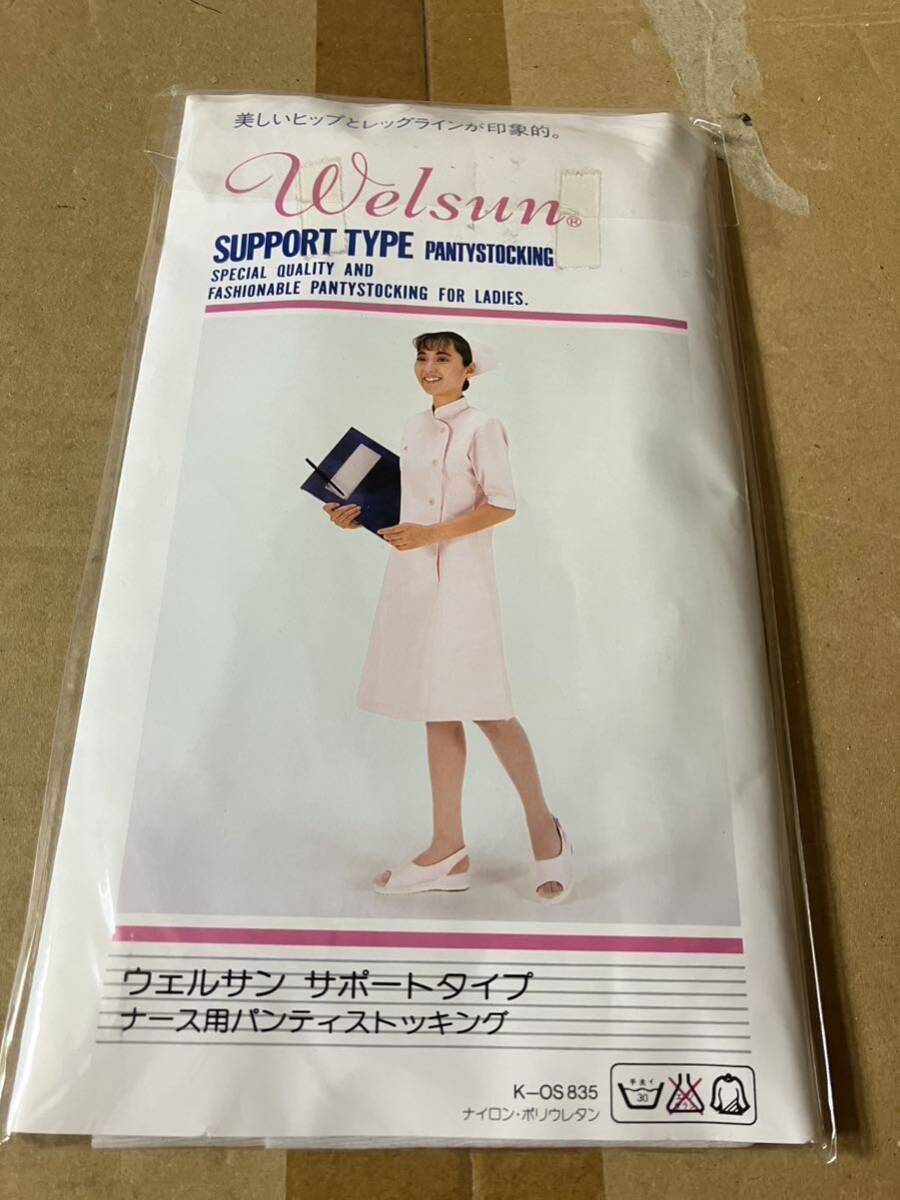 美しいヒップとレッグラインが印象的。
Welsun®
SUPPORT TYPE PANTYSTOCKING
SPECIAL QUALITY AND
FASHIONABLE PANTYSTOCKING FOR LADIES.
ウェルサン サポートタイプ
ナース用パンティストッキング
K-OS835
ナイロン・ポリウレタン
手洗イ
30